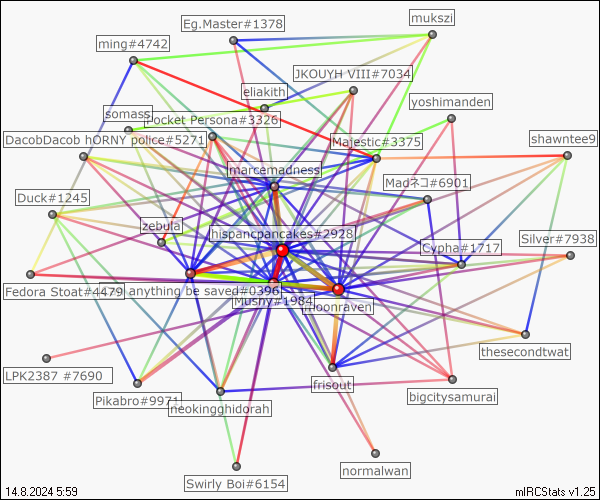 Eg.Master#1378
mukszi
ming#4742
JKOUYH VIII#7034
eliakith
yoshimanden
somass
Pocket Persona#3326
DacobDacob hORNY police#5271
Majestic#3375
shawntee9
marcemadness
Madネコ#6901
Duck#1245
zebula
hispancpancakes#2928
Silver#7938
Cypha#1717
Fedora Stoat#4479
anything be saved#0396
Mushy#1984
moonraven
thesecondtwat
LPK2387 #7690
frisout
Pikabro#9971
neokingghidorah
bigcitysamurai
normalwan
Swirly Boi#6154
14.8.2024 5:59
mIRCStats v1.25